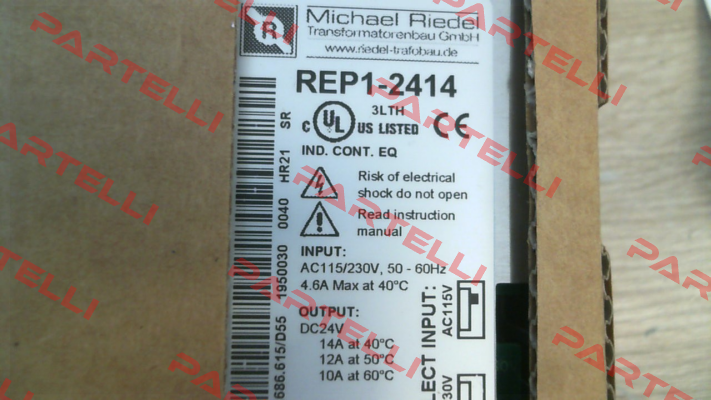 R
Michael Riedel
Transformatorenbau GmbH
www.riedel-trafobau.de
REP1-2414
3LTH
C UL US LISTED CE
IND. CONT. EQ
Risk of electrical
shock do not open
Read instruction
manual
INPUT:
AC115/230V, 50 - 60Hz
4.6A Max at 40°C
OUTPUT:
DC24V
14A at 40°C
12A at 50°C
10A at 60°C
686.615/D55 1950030 0040 HR21 SR
LECT INPUT:
AC115V
30V
PARTELLI
PARTELLI
PARTELLI
PARTELLI
PARTELLI
PARTELLI